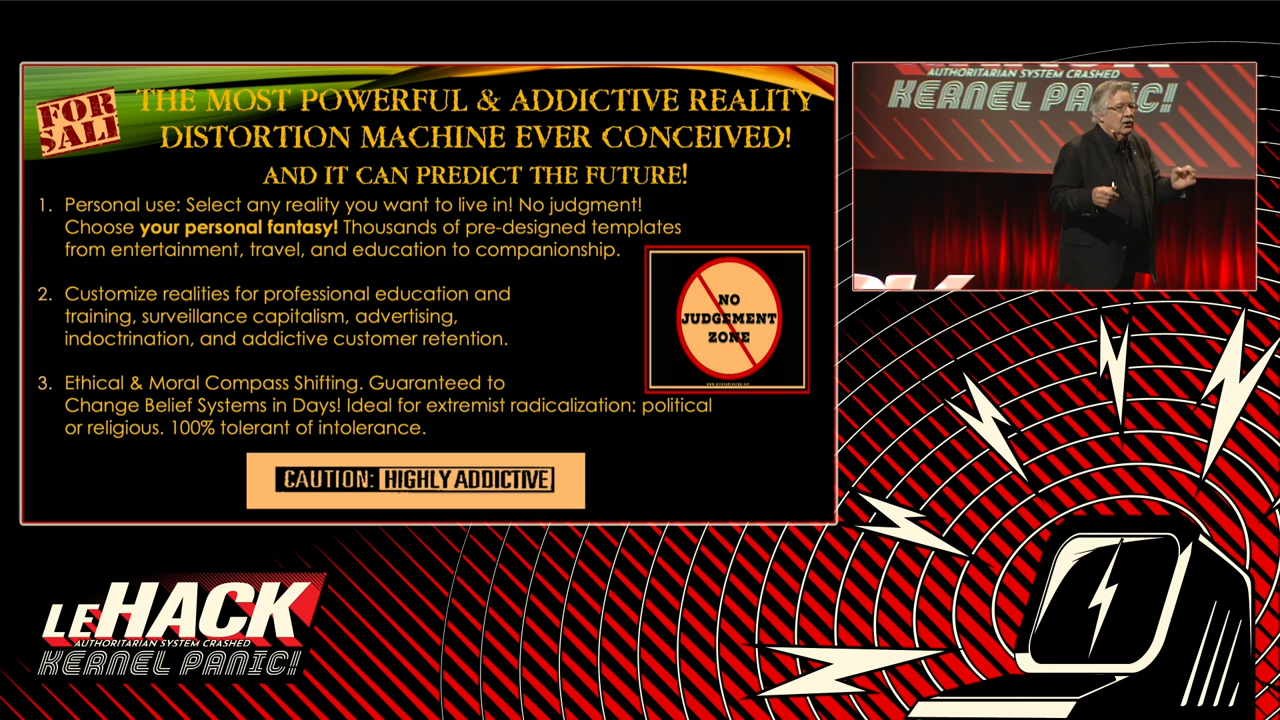 FOR
SALE
THE MOST POWERFUL & ADDICTIVE REALITY
DISTORTION MACHINE EVER CONCEIVED!
AND IT CAN PREDICT THE FUTURE!
1. Personal use: Select any reality you want to live in! No judgment!
Choose your personal fantasy! Thousands of pre-designed templates
from entertainment, travel, and education to companionship.
2. Customize realities for professional education and
training, surveillance capitalism, advertising,
indoctrination, and addictive customer retention.
3. Ethical & Moral Compass Shifting. Guaranteed to
Change Belief Systems in Days! Ideal for extremist radicalization: political
or religious. 100% tolerant of intolerance.
NO
JUDGEMENT
ZONE
CAUTION: HIGHLY ADDICTIVE
AUTHORITARIAN SYSTEM CRASHED
KERNEL PANIC!
LEHACK
AUTHORITARIAN SYSTEM CRASHED
KERNEL PANIC!